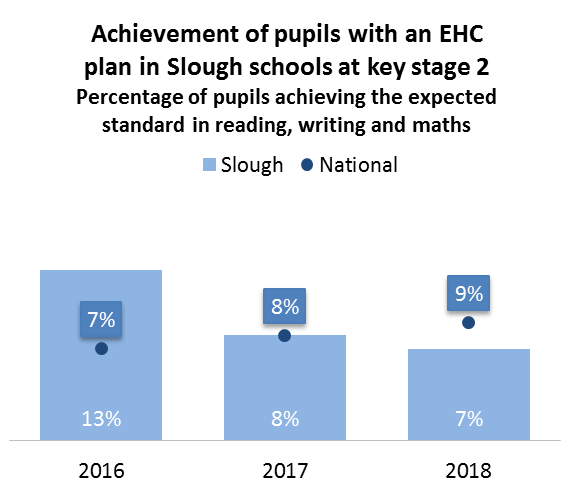 Achievement of pupils with an EHC
plan in Slough schools at key stage 2
Percentage of pupils achieving the expected
standard in reading, writing and maths
Slough National
7% 8% 9%
13% 8% 7%
2016 2017 2018